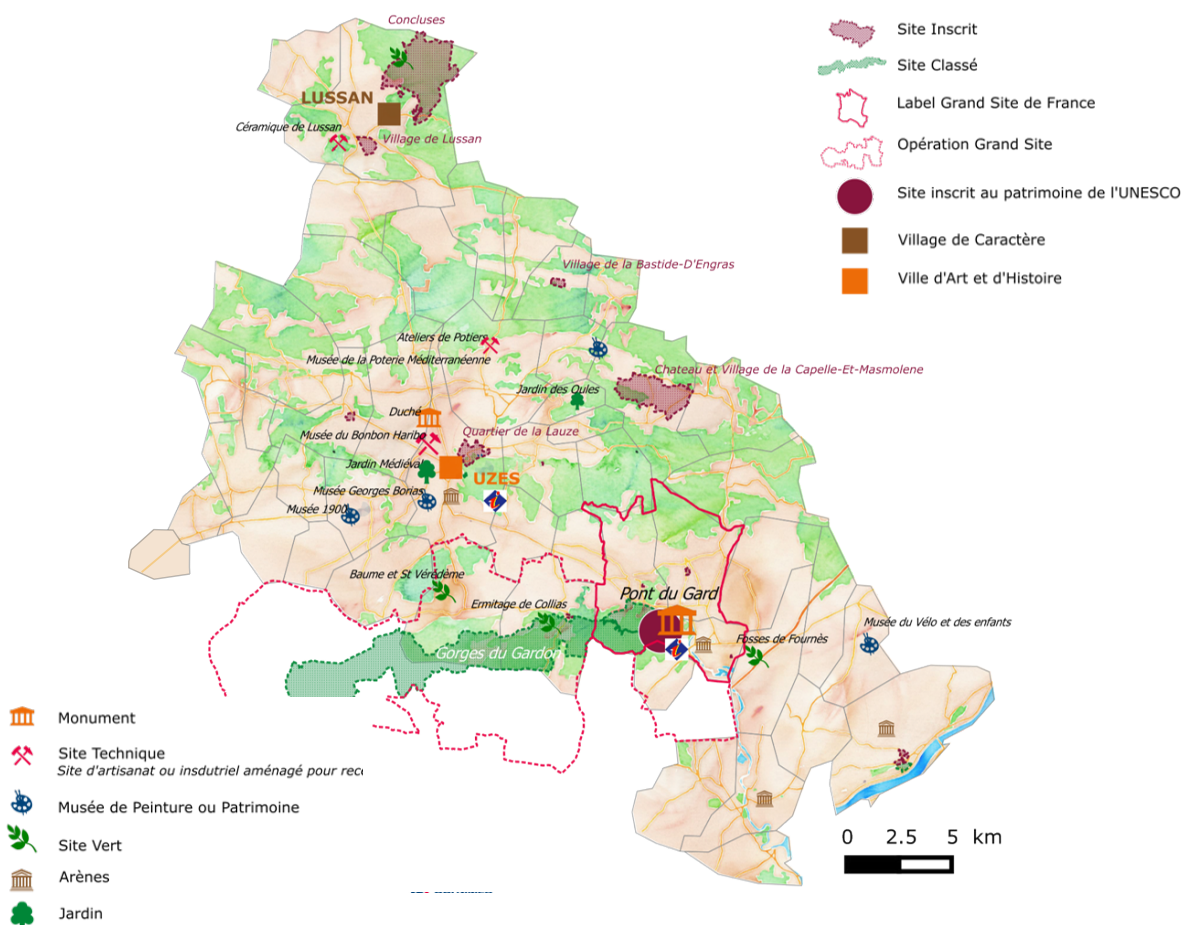 Concluses
LUSSAN
Céramique de Lussan
Village de Lussan
Village de la Bastide-D'Engras
Ateliers de Potiers
Musée de la Poterie Méditerranéenne
Chateau et Village de la Capelle-Et-Masmolene
Jardin des Oules
Duché
Quartier de la Lauze
Musée du Bonbon Haribo
Jardin Médiéval
UZES
Musée Georges Borias
Musée 1900
Baume et St Vérédème
Ermitage de Collias
Pont du Gard
Gorges du Gardon
Fosses de Fournès
Musée du Vélo et des enfants
Site Inscrit
Site Classé
Label Grand Site de France
Opération Grand Site
Site inscrit au patrimoine de l'UNESCO
Village de Caractère
Ville d'Art et d'Histoire
Monument
Site Technique
Site d'artisanat ou insdutriel aménagé pour rec
Musée de Peinture ou Patrimoine
Site Vert
Arènes
Jardin
0 2.5 5 km